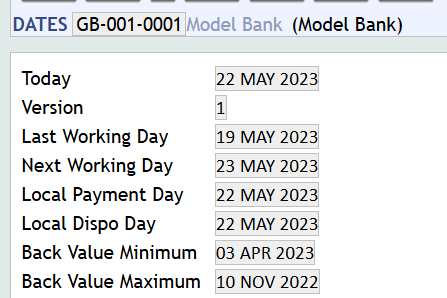 DATES GB-001-0001 Model Bank (Model Bank)
Today 22 MAY 2023
Version 1
Last Working Day 19 MAY 2023
Next Working Day 23 MAY 2023
Local Payment Day 22 MAY 2023
Local Dispo Day 22 MAY 2023
Back Value Minimum 03 APR 2023
Back Value Maximum 10 NOV 2022